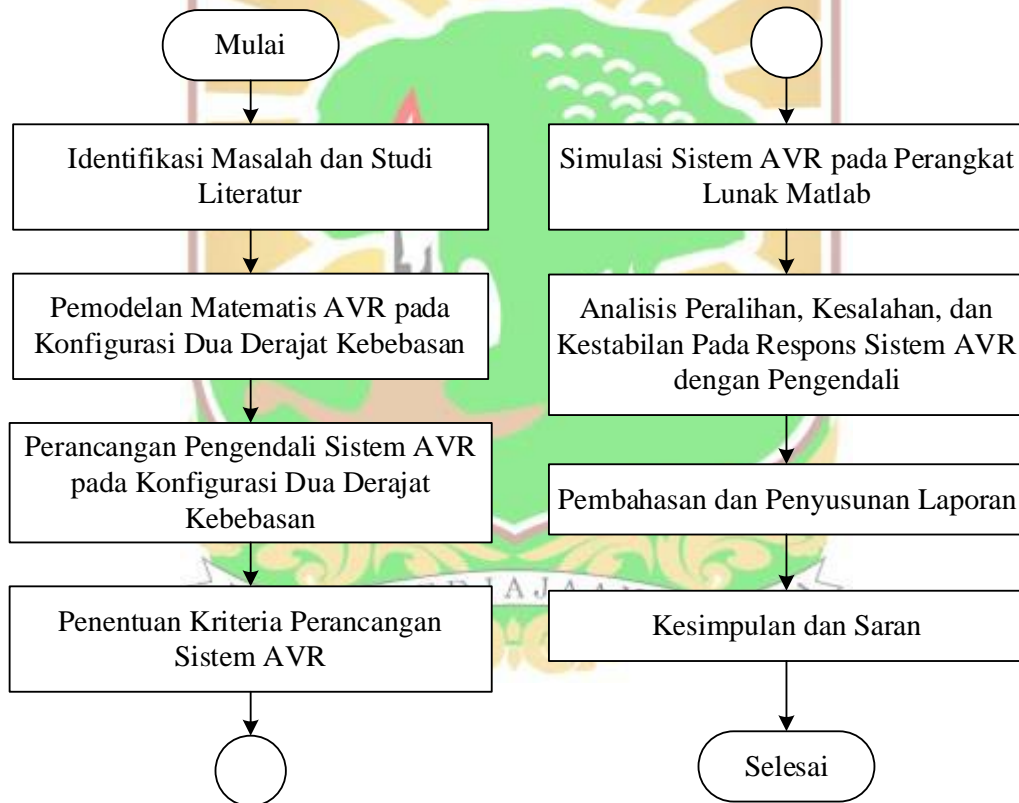 Mulai
Identifikasi Masalah dan Studi
Literatur
Pemodelan Matematis AVR pada
Konfigurasi Dua Derajat Kebebasan
Perancangan Pengendali Sistem AVR
pada Konfigurasi Dua Derajat
Kebebasan
Penentuan Kriteria Perancangan
Sistem AVR
Simulasi Sistem AVR pada Perangkat
Lunak Matlab
Analisis Peralihan, Kesalahan, dan
Kestabilan Pada Respons Sistem AVR
dengan Pengendali
Pembahasan dan Penyusunan Laporan
Kesimpulan dan Saran
Selesai